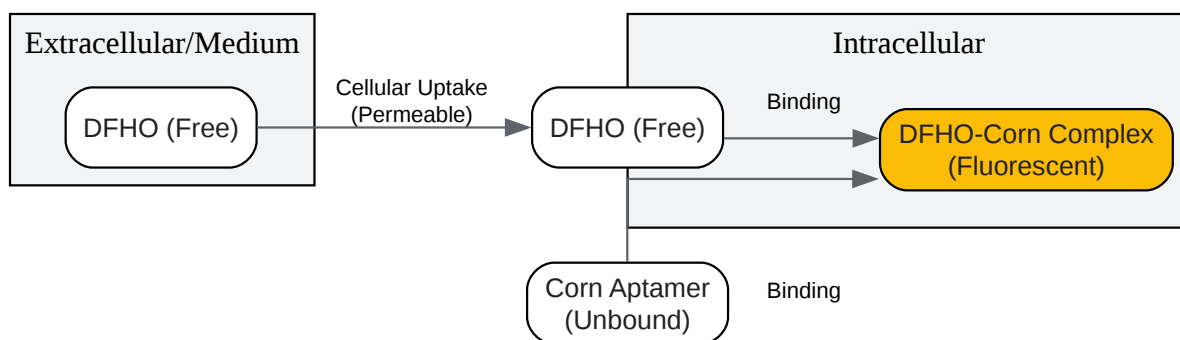 Extracellular/Medium
Intracellular
Cellular Uptake
(Permeable)
Binding
DFHO (Free)
DFHO (Free)
DFHO-Corn Complex
(Fluorescent)
Corn Aptamer
(Unbound)
Binding